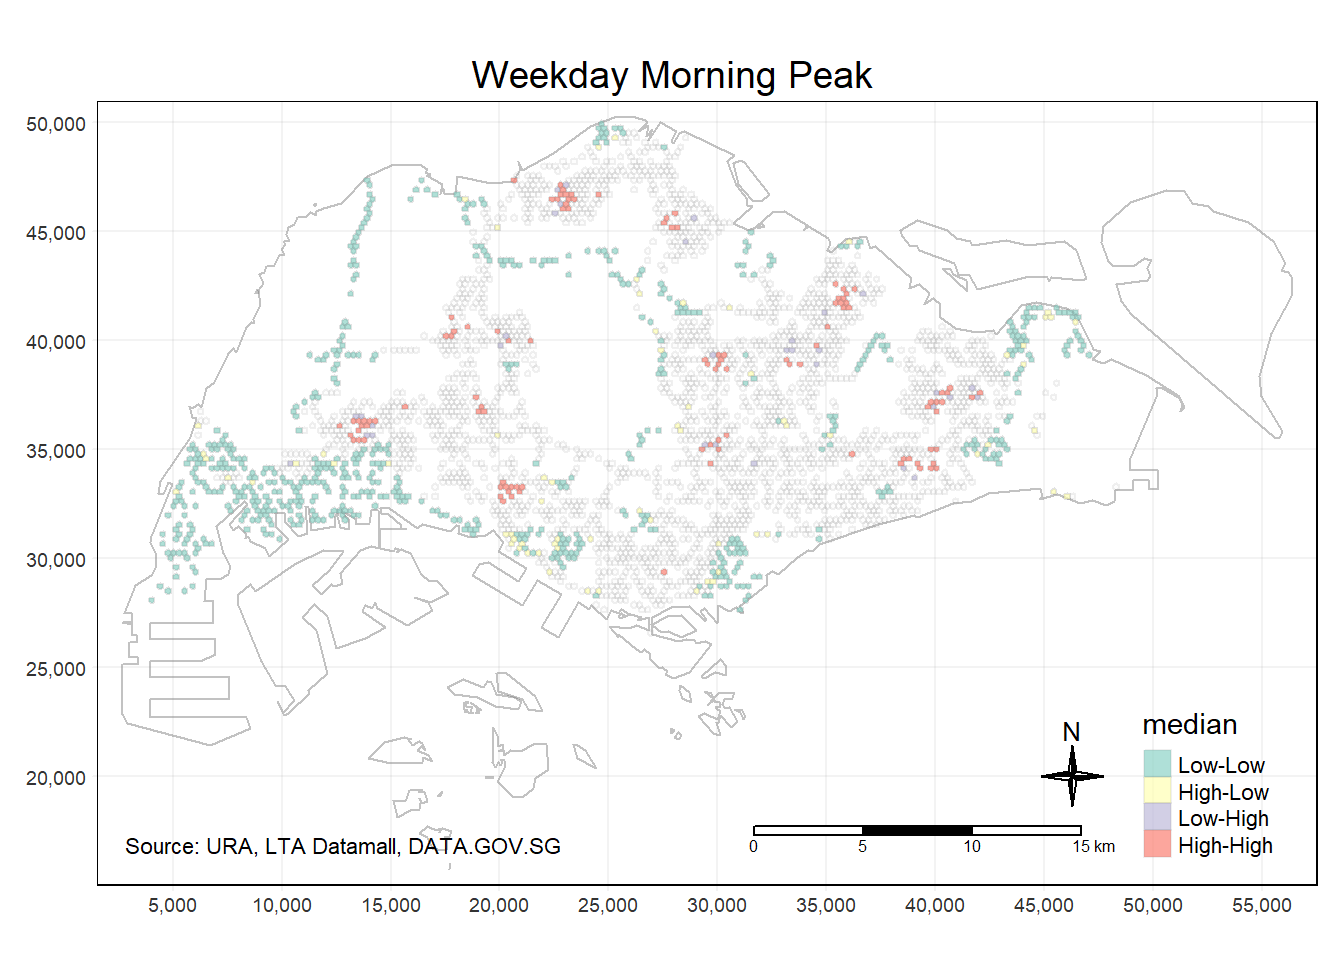 Weekday Morning Peak
50,000
45,000
40,000
35,000
30,000
25,000
20,000
N
median
Low-Low
High-Low
Low-High
High-High
Source: URA, LTA Datamall, DATA.GOV.SG
0 5 10 15 km
5,000 10,000 15,000 20,000 25,000 30,000 35,000 40,000 45,000 50,000 55,000